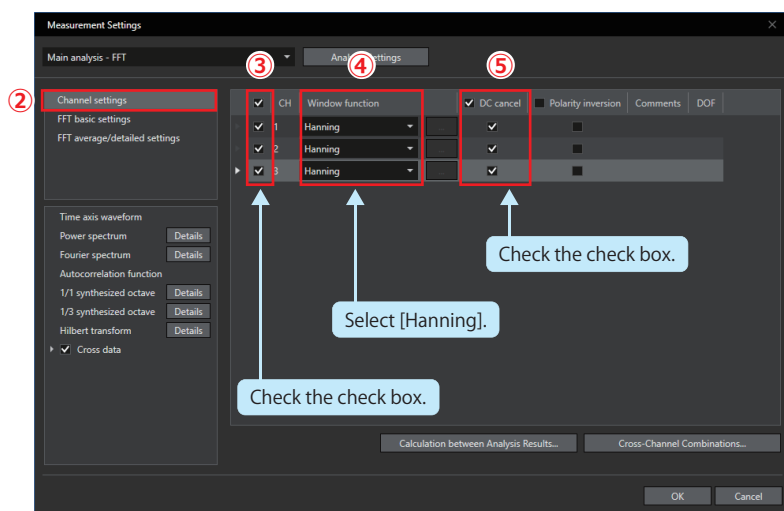 Measurement Settings
Main analysis - FFT
③ ④ ⑤
②
Channel settings
FFT basic settings
FFT average/detailed settings
CH Window function DC cancel Polarity inversion Comments DOF
1 Hanning ...
2 Hanning ...
3 Hanning ...
Time axis waveform
Power spectrum Details
Fourier spectrum Details
Autocorrelation function
1/1 synthesized octave Details
1/3 synthesized octave Details
Hilbert transform Details
Cross data
Check the check box.
Select [Hanning].
Check the check box.
Calculation between Analysis Results... Cross-Channel Combinations...
OK Cancel